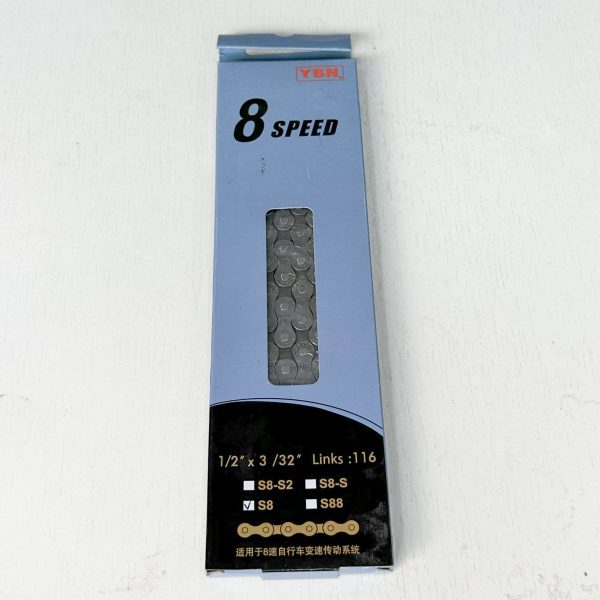 YBN
8 SPEED
1/2" x 3 /32" Links :116
S8-S2 S8-S
✓ S8 S88
适用于8速自行车变速传动系统